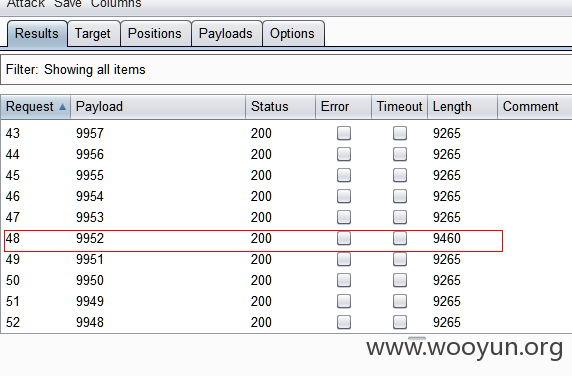 Attack Save Columns
Results Target Positions Payloads Options
Filter: Showing all items
Request Payload Status Error Timeout Length Comment
43 9957 200 9265
44 9956 200 9265
45 9955 200 9265
46 9954 200 9265
47 9953 200 9265
48 9952 200 9460
49 9951 200 9265
50 9950 200 9265
51 9949 200 9265
52 9948 200 9265
www.wooyun.org